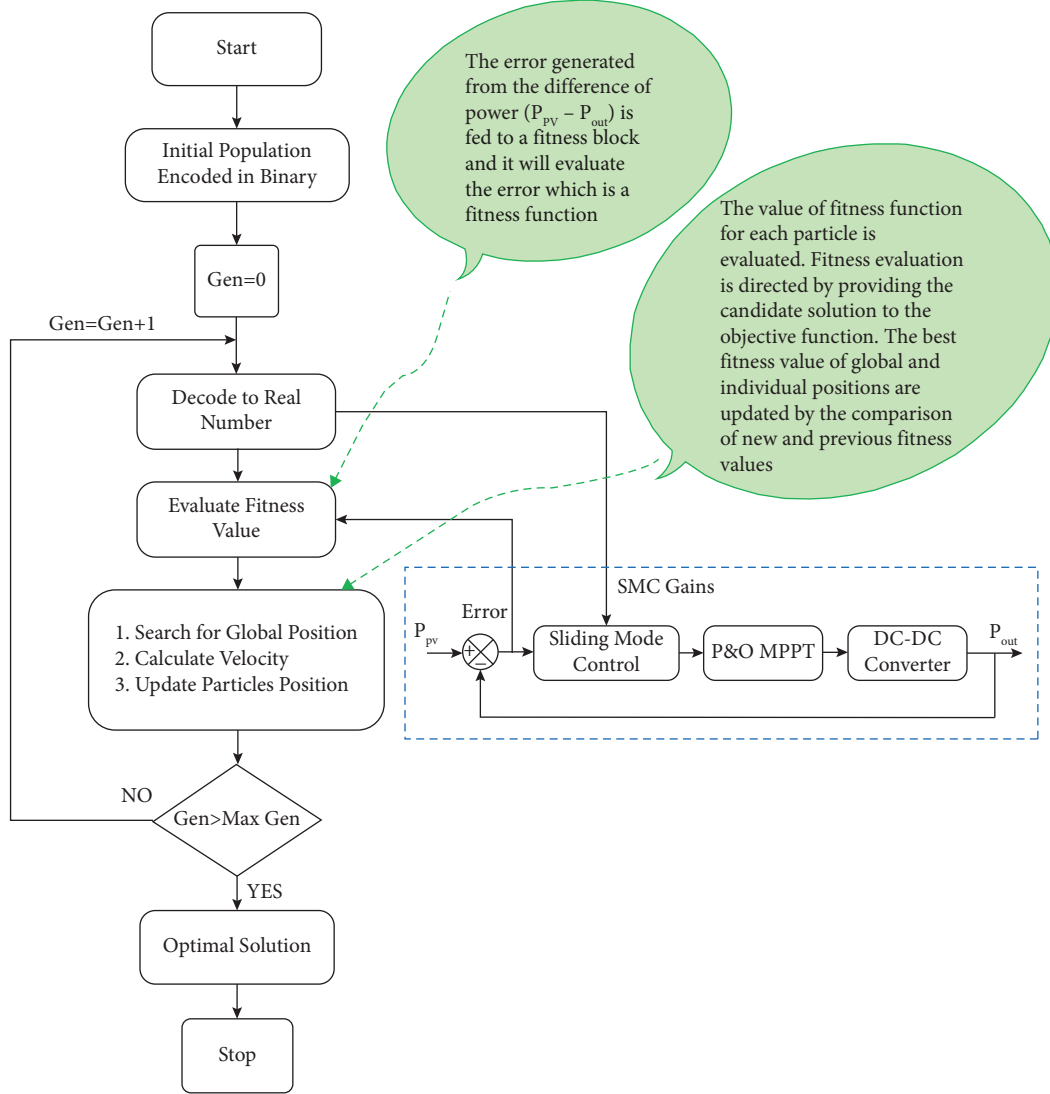 Start
Initial Population
Encoded in Binary
Gen=0
Gen=Gen+1
Decode to Real
Number
Evaluate Fitness
Value
1. Search for Global Position
2. Calculate Velocity
3. Update Particles Position
NO
Gen>Max Gen
YES
Optimal Solution
Stop
The error generated
from the difference of
power (P_PV – P_out) is
fed to a fitness block
and it will evaluate
the error which is a
fitness function
The value of fitness function
for each particle is
evaluated. Fitness evaluation
is directed by providing the
candidate solution to the
objective function. The best
fitness value of global and
individual positions are
updated by the comparison
of new and previous fitness
values
SMC Gains
Error
P_pv
+
–
Sliding Mode
Control
P&O MPPT
DC-DC
Converter
P_out